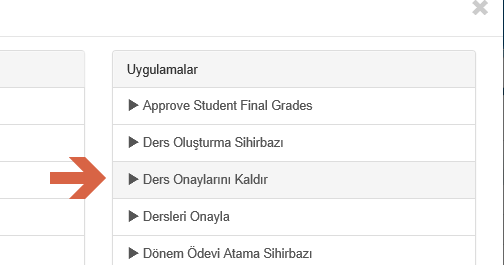 Uygulamalar
Approve Student Final Grades
Ders Oluşturma Sihirbazı
Ders Onaylarını Kaldır
Dersleri Onayla
Dönem Ödevi Atama Sihirbazı